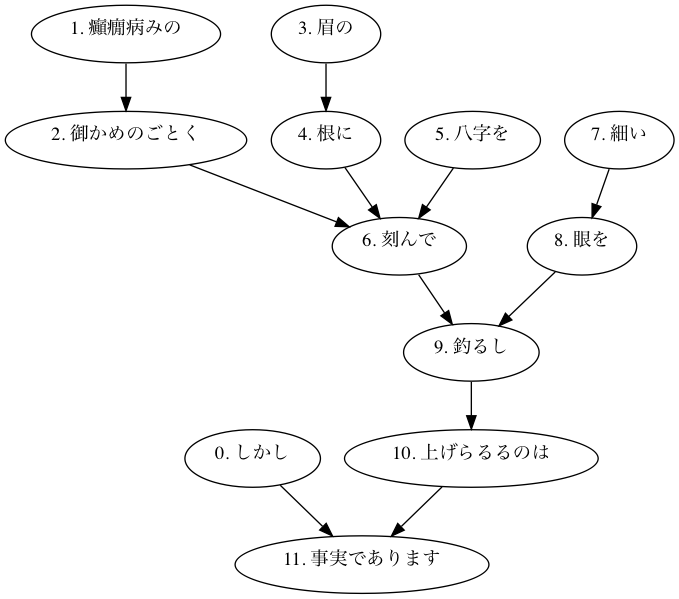 1. 癲癇病みの
3. 眉の
2. 御かめのごとく
4. 根に
5. 八字を
7. 細い
6. 刻んで
8. 眼を
9. 釣るし
0. しかし
10. 上げらるるのは
11. 事実であります